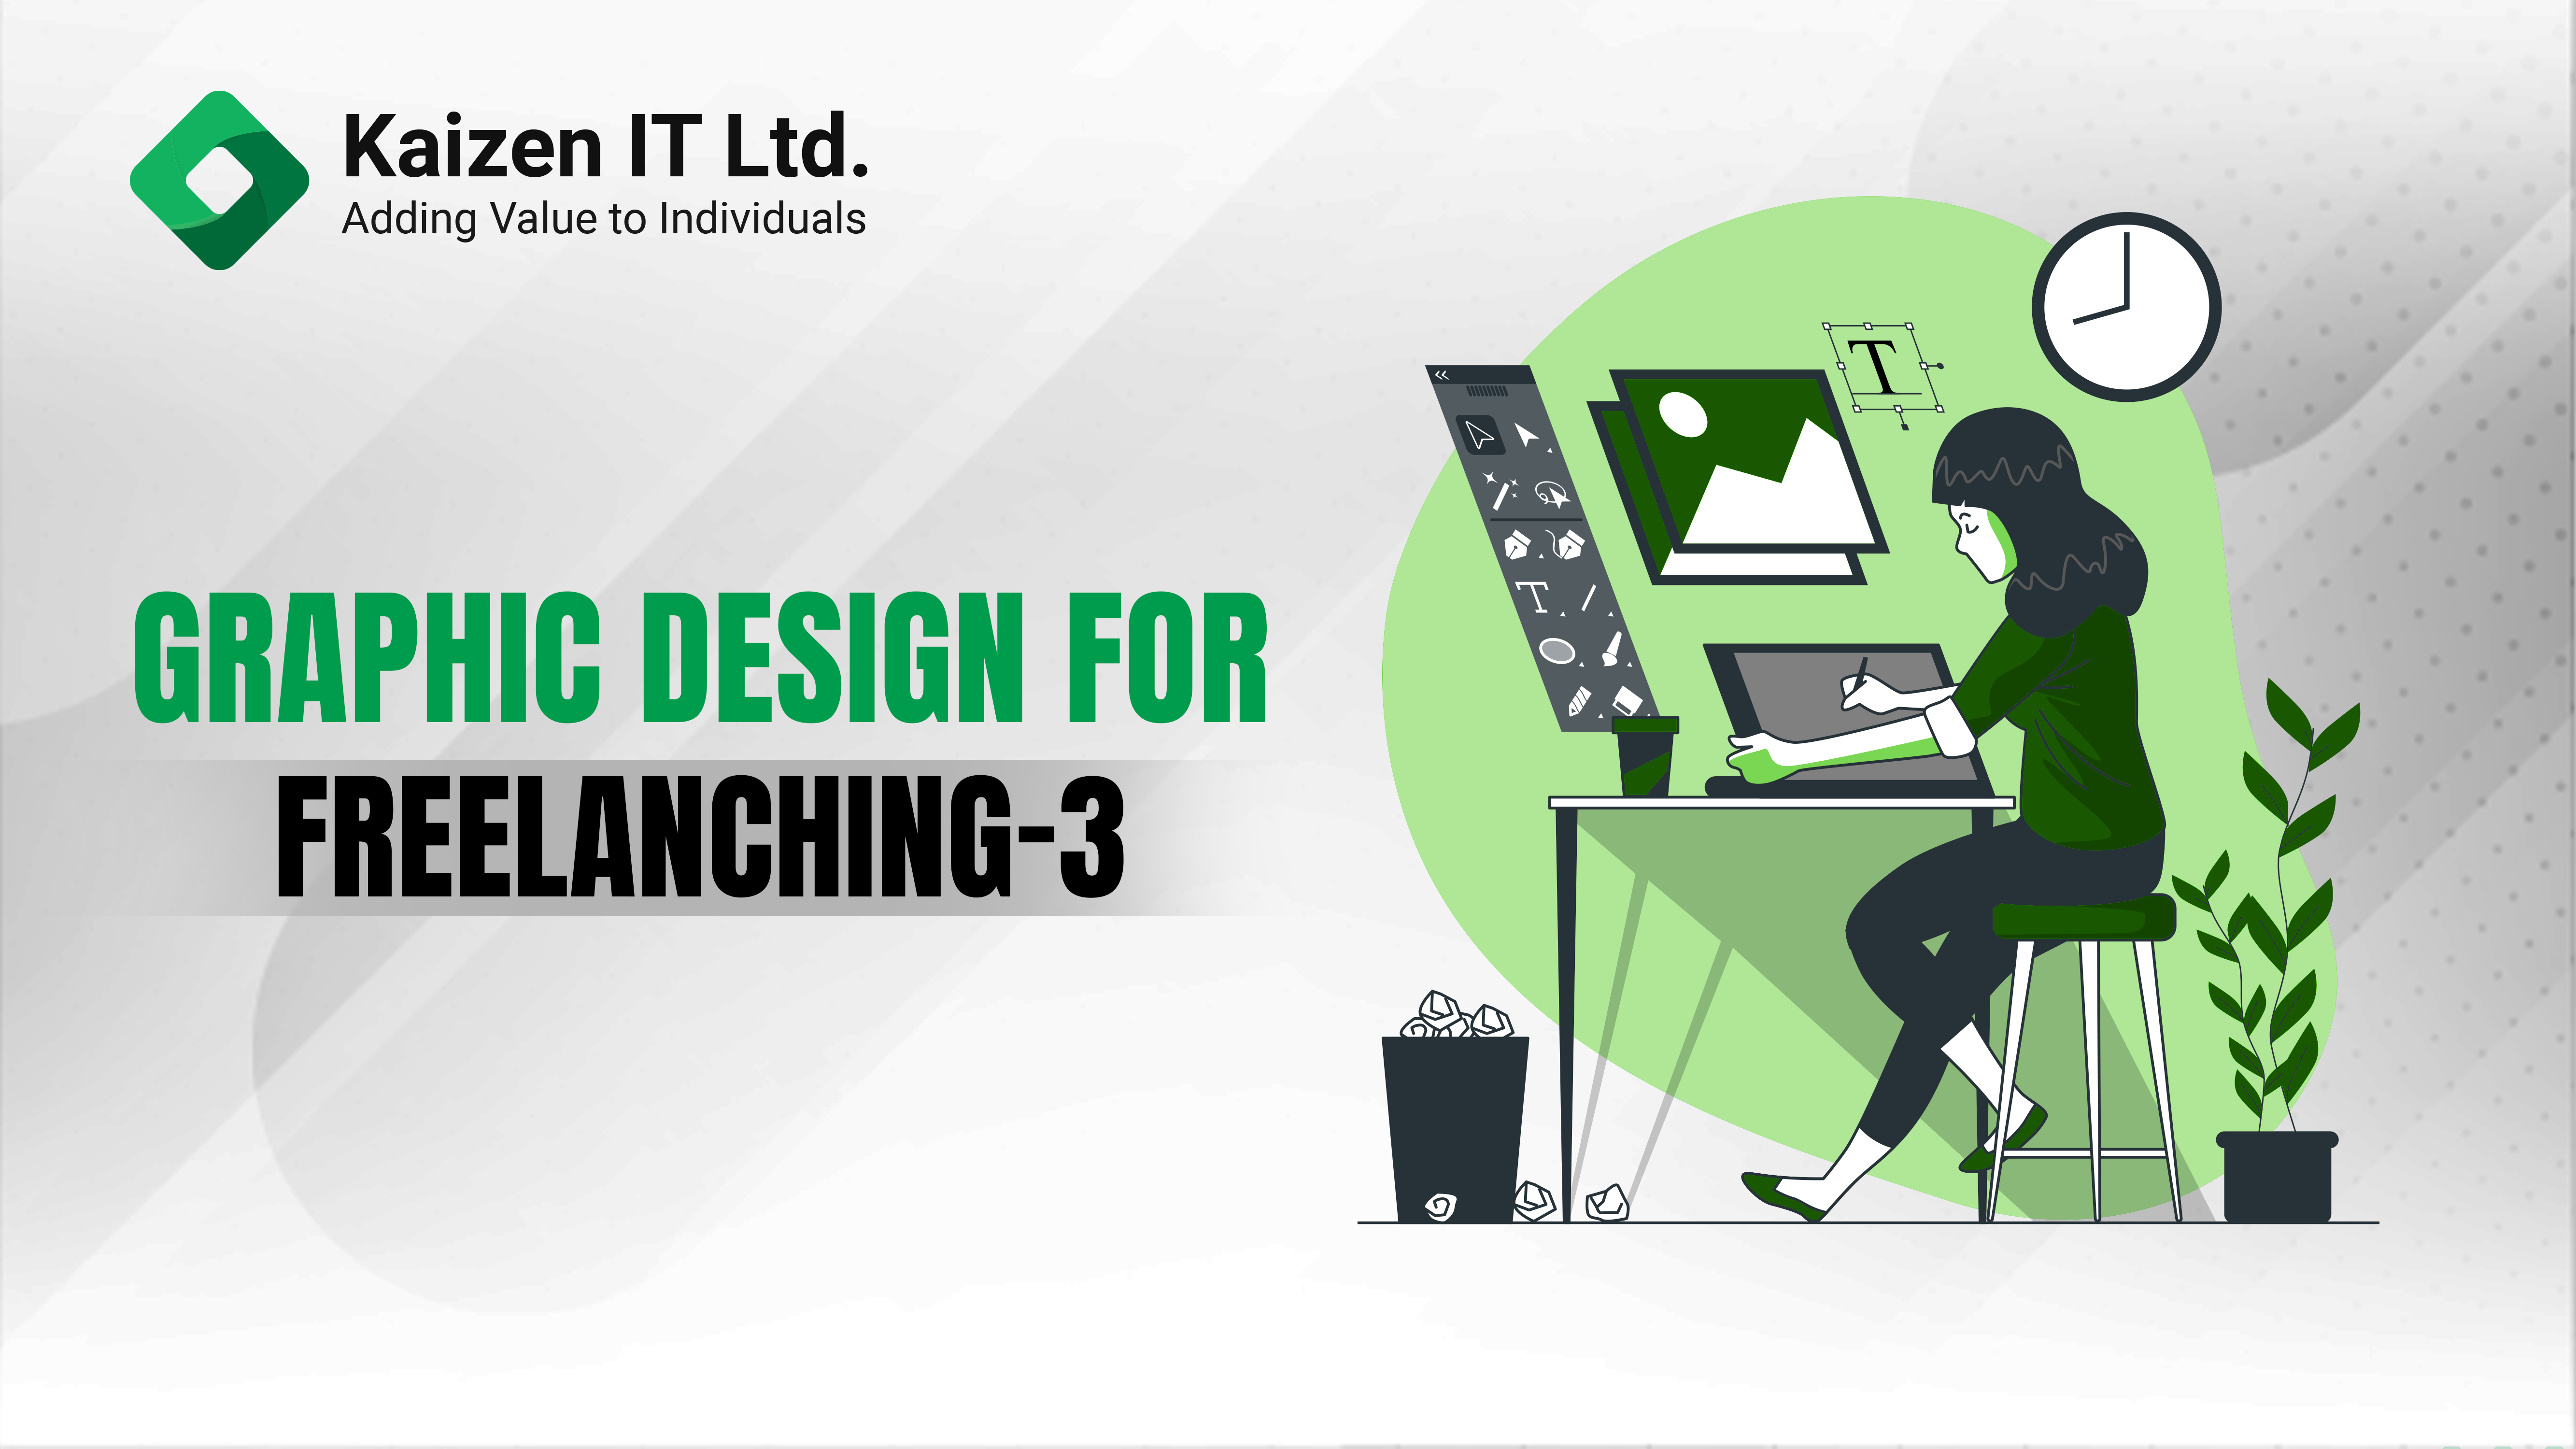 Kaizen IT Ltd.
Adding Value to Individuals
T
T
GRAPHIC DESIGN FOR
FREELANCHING-3